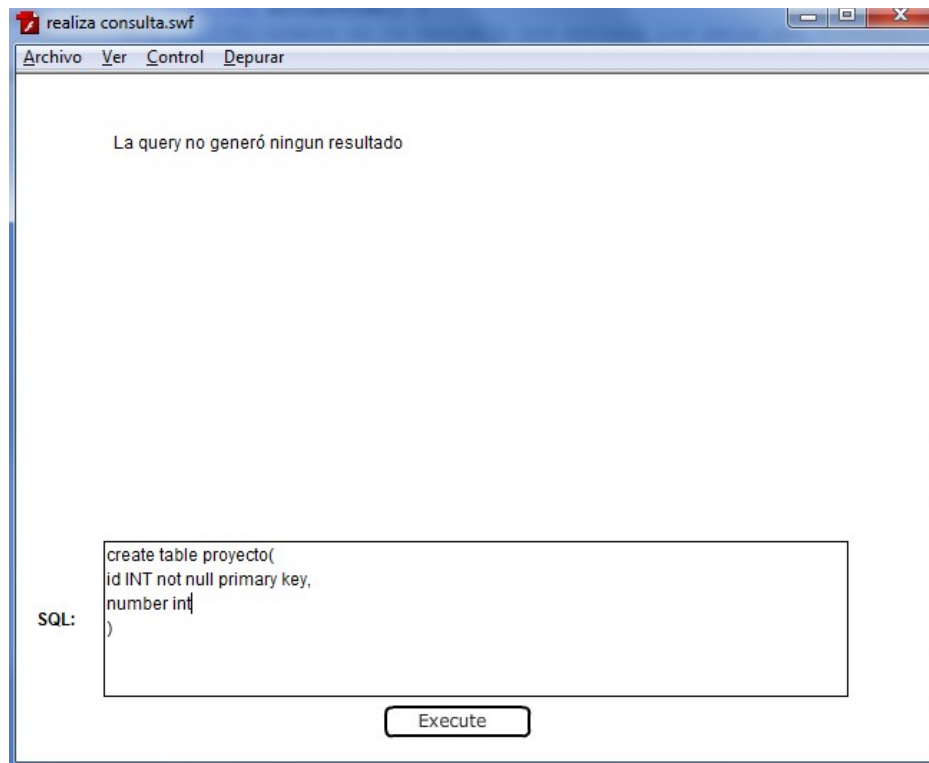 realiza consulta.swf
Archivo Ver Control Depurar
La query no generó ningun resultado
create table proyecto(
id INT not null primary key,
number int
SQL:
)
Execute